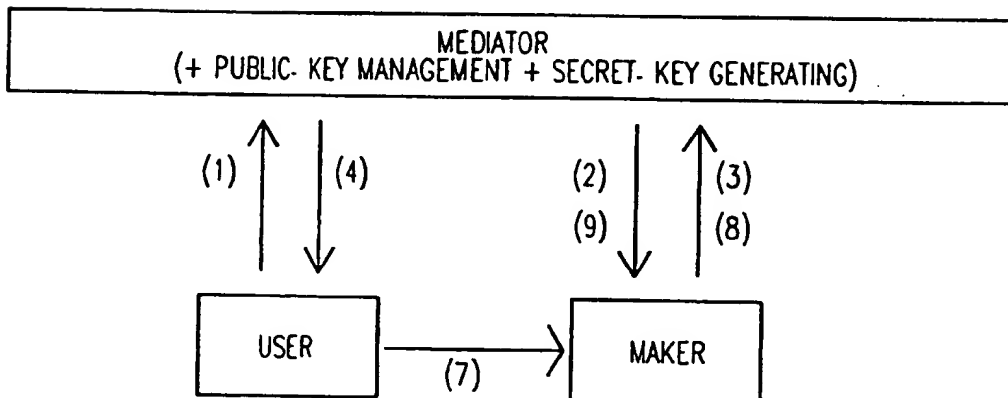 MEDIATOR
(+ PUBLIC- KEY MANAGEMENT + SECRET- KEY GENERATING)
(1)
(4)
(2)
(3)
(9)
(8)
USER
MAKER
(7)